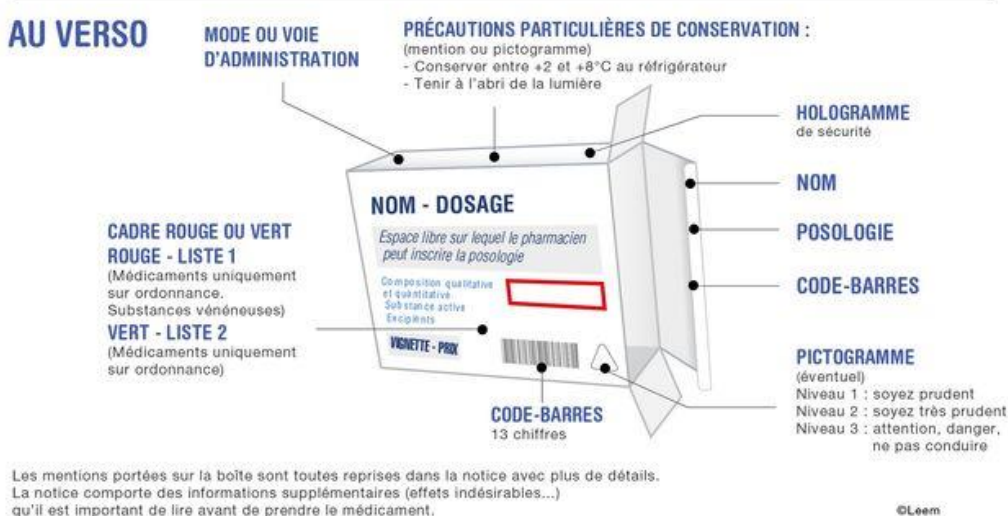 AU VERSO
MODE OU VOIE
D'ADMINISTRATION
PRÉCAUTIONS PARTICULIÈRES DE CONSERVATION :
(mention ou pictogramme)
- Conserver entre +2 et +8°C au réfrigérateur
- Tenir à l'abri de la lumière
HOLOGRAMME
de sécurité
NOM
POSOLOGIE
CODE-BARRES
NOM - DOSAGE
Espace libre sur lequel le pharmacien
peut inscrire la posologie
Composition qualitative
et quantitative
Substance active
Excipients
VIGNETTE - PRIX
CADRE ROUGE OU VERT
ROUGE - LISTE 1
(Médicaments uniquement
sur ordonnance.
Substances vénéneuses)
VERT - LISTE 2
(Médicaments uniquement
sur ordonnance)
CODE-BARRES
13 chiffres
PICTOGRAMME
(éventuel)
Niveau 1 : soyez prudent
Niveau 2 : soyez très prudent
Niveau 3 : attention, danger,
ne pas conduire
Les mentions portées sur la boîte sont toutes reprises dans la notice avec plus de détails.
La notice comporte des informations supplémentaires (effets indésirables...)
qu'il est important de lire avant de prendre le médicament.
©Leem